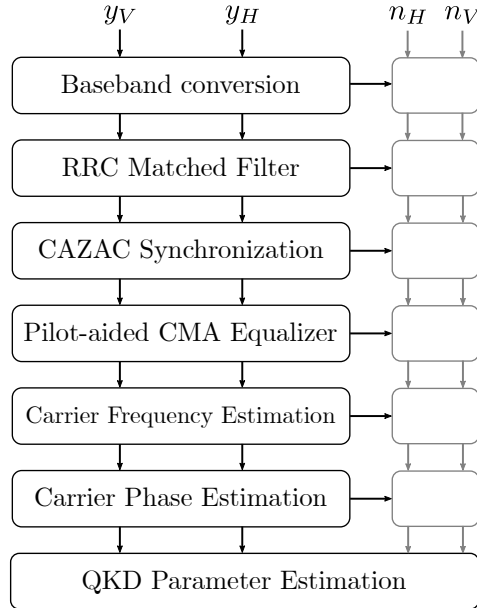 y_V y_H n_H n_V
Baseband conversion
RRC Matched Filter
CAZAC Synchronization
Pilot-aided CMA Equalizer
Carrier Frequency Estimation
Carrier Phase Estimation
QKD Parameter Estimation